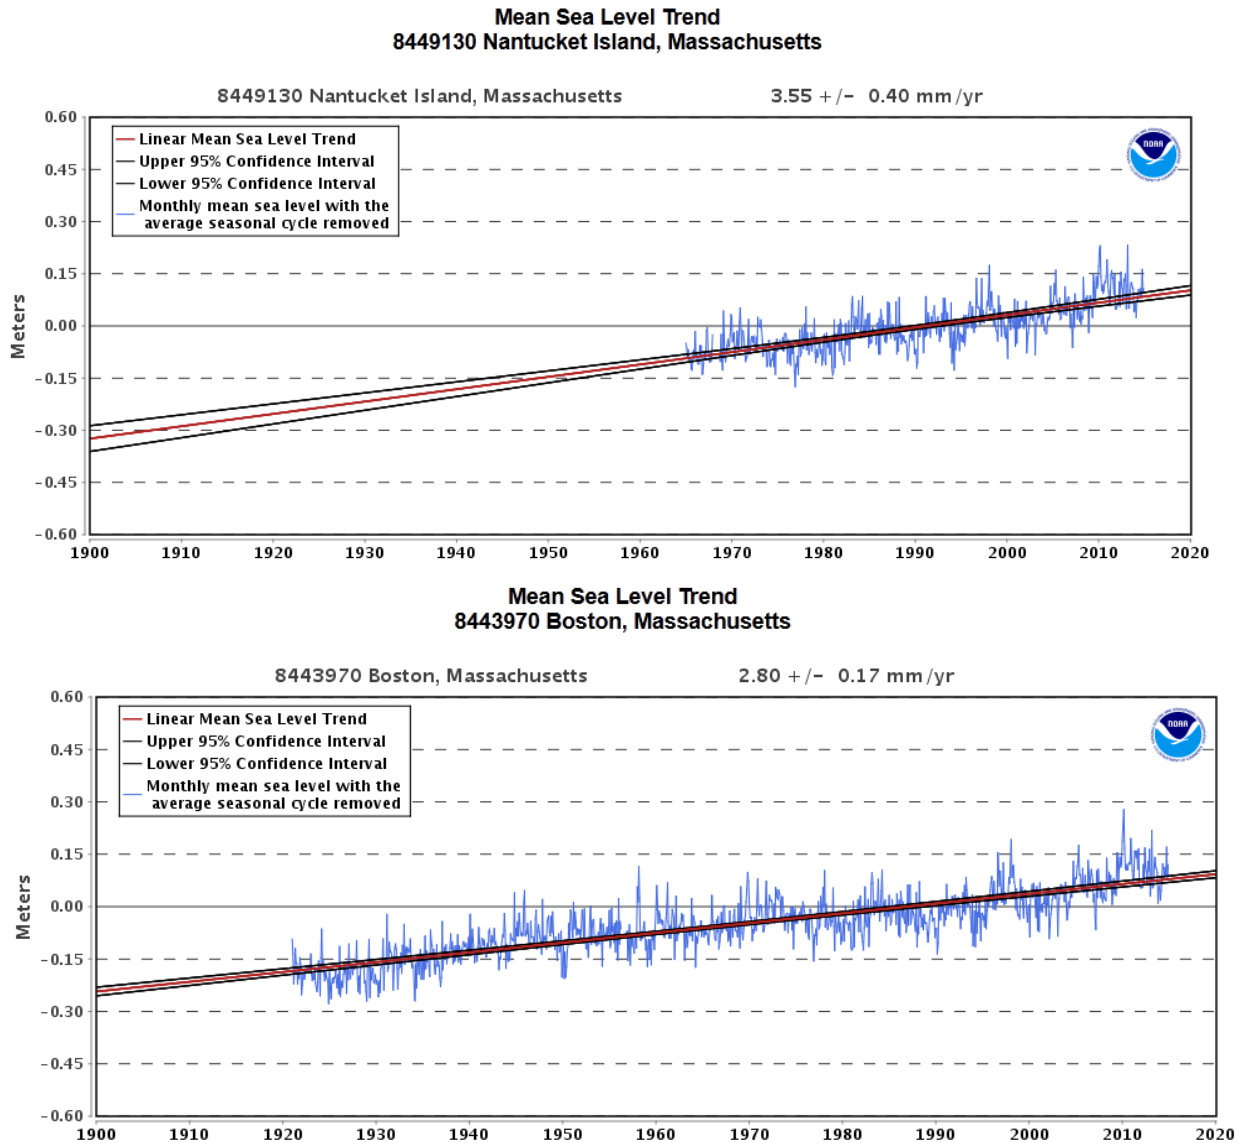 Mean Sea Level Trend
8449130 Nantucket Island, Massachusetts
8449130 Nantucket Island, Massachusetts 3.55 +/- 0.40 mm/yr
0.60
0.45
0.30
0.15
0.00
-0.15
-0.30
-0.45
-0.60
Meters
Linear Mean Sea Level Trend
Upper 95% Confidence Interval
Lower 95% Confidence Interval
Monthly mean sea level with the
average seasonal cycle removed
NOAA
1900 1910 1920 1930 1940 1950 1960 1970 1980 1990 2000 2010 2020
Mean Sea Level Trend
8443970 Boston, Massachusetts
8443970 Boston, Massachusetts 2.80 +/- 0.17 mm/yr
0.60
0.45
0.30
0.15
0.00
-0.15
-0.30
-0.45
-0.60
Meters
Linear Mean Sea Level Trend
Upper 95% Confidence Interval
Lower 95% Confidence Interval
Monthly mean sea level with the
average seasonal cycle removed
NOAA
1900 1910 1920 1930 1940 1950 1960 1970 1980 1990 2000 2010 2020